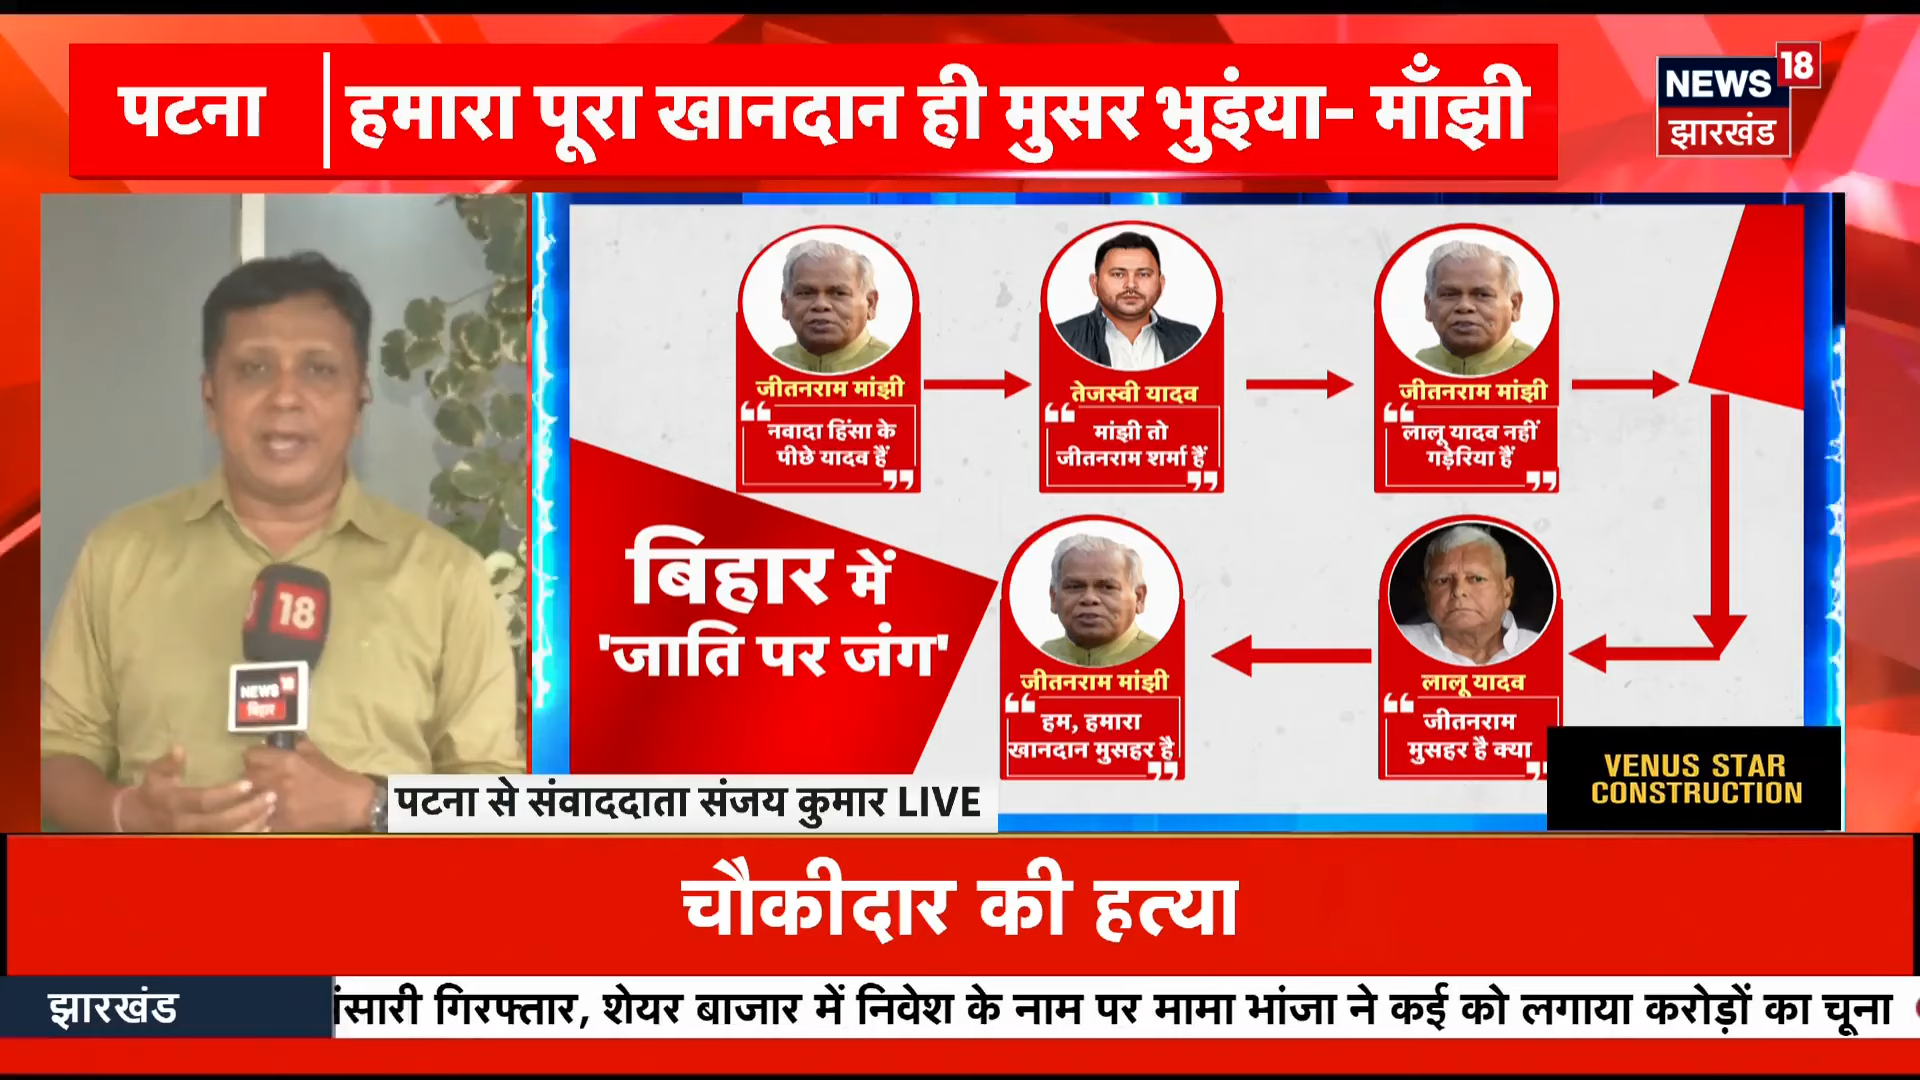 पटना
हमारा पूरा खानदान ही मुसर भुइंया- माँझी
NEWS 18
झारखंड
जीतनराम मांझी
नवादा हिंसा के
पीछे यादव हैं
तेजस्वी यादव
मांझी तो
जीतनराम शर्मा हैं
जीतनराम मांझी
लालू यादव नहीं
गड़ेरिया हैं
बिहार में
'जाति पर जंग'
जीतनराम मांझी
हम, हमारा
खानदान मुसहर है
लालू यादव
जीतनराम
मुसहर है क्या
18
NEWS 18
बिहार
VENUS STAR
CONSTRUCTION
पटना से संवाददाता संजय कुमार LIVE
चौकीदार की हत्या
झारखंड
ंसारी गिरफ्तार, शेयर बाजार में निवेश के नाम पर मामा भांजा ने कई को लगाया करोड़ों का चूना